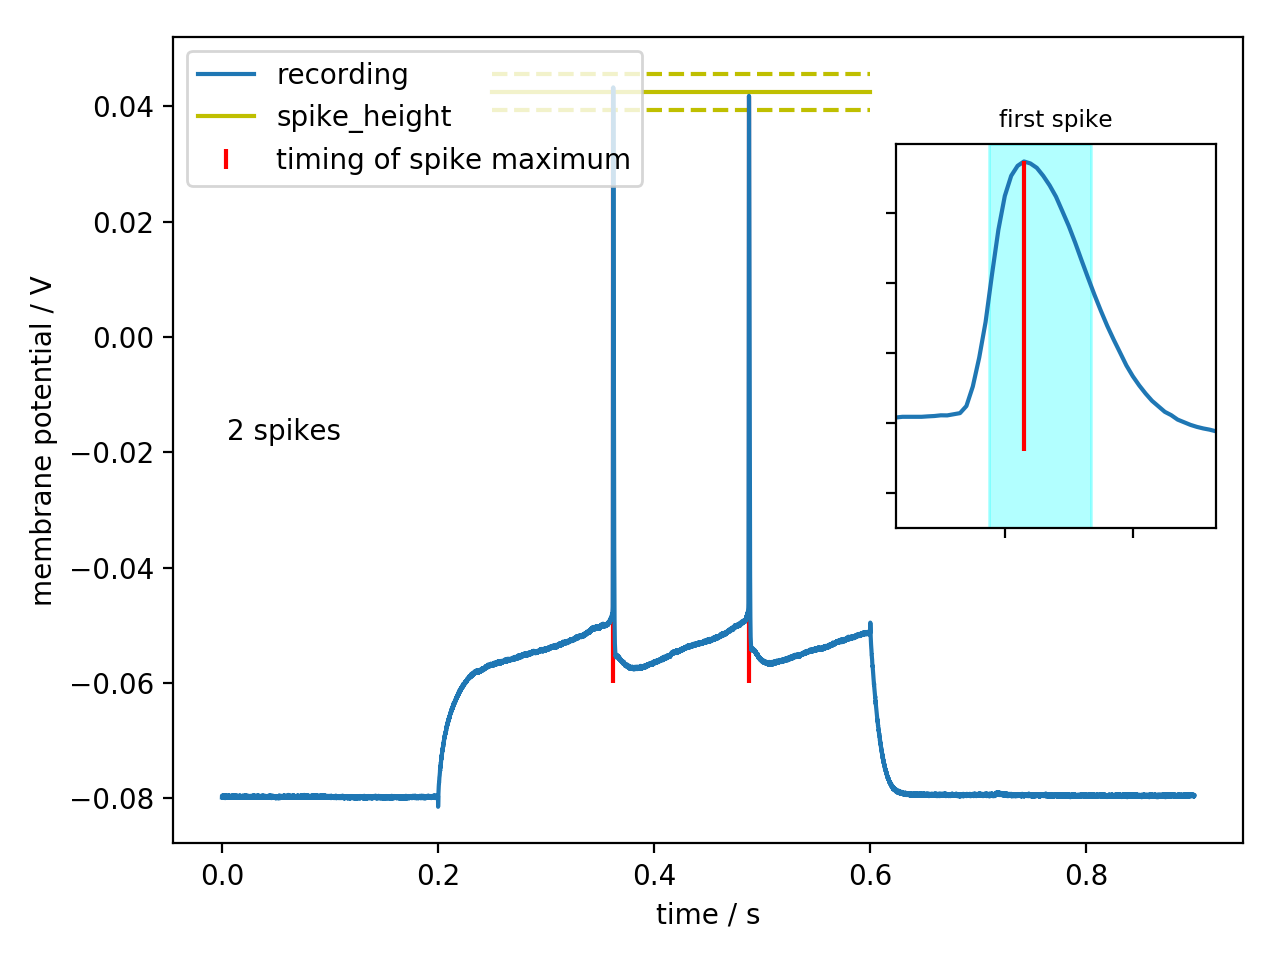 recording
spike_height
timing of spike maximum
first spike
2 spikes
membrane potential / V
0.04
0.02
0.00
−0.02
−0.04
−0.06
−0.08
0.0 0.2 0.4 0.6 0.8
time / s